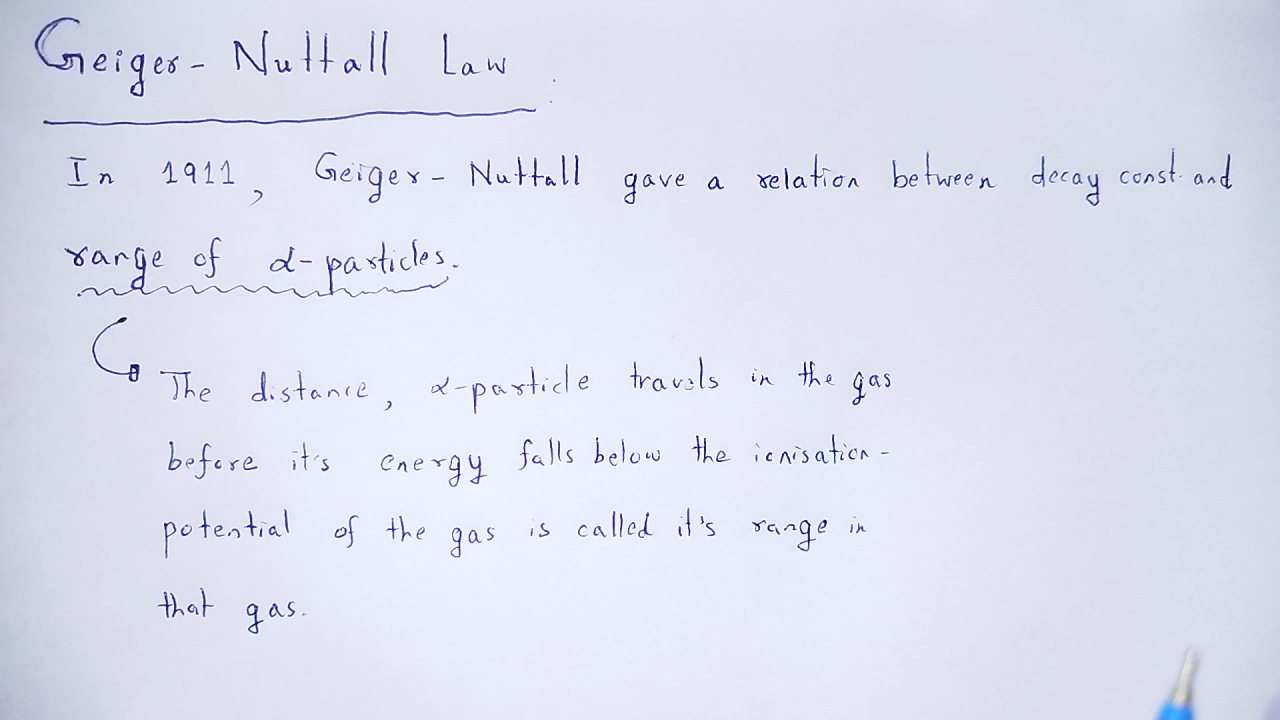 Geiger - Nuttall Law
In 1911, Geiger - Nuttall gave a relation between decay const. and
range of α-particles.
The distance, α-particle travels in the gas
before it's energy falls below the ionisation -
potential of the gas is called it's range in
that gas.